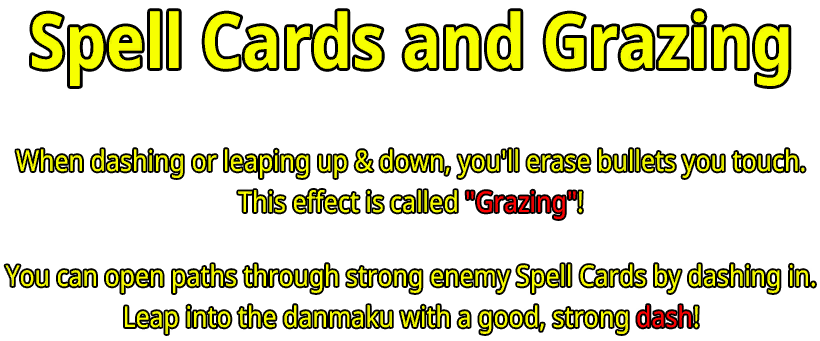 Spell Cards and Grazing
When dashing or leaping up & down, you'll erase bullets you touch.
This effect is called "Grazing"!
You can open paths through strong enemy Spell Cards by dashing in.
Leap into the danmaku with a good, strong dash!